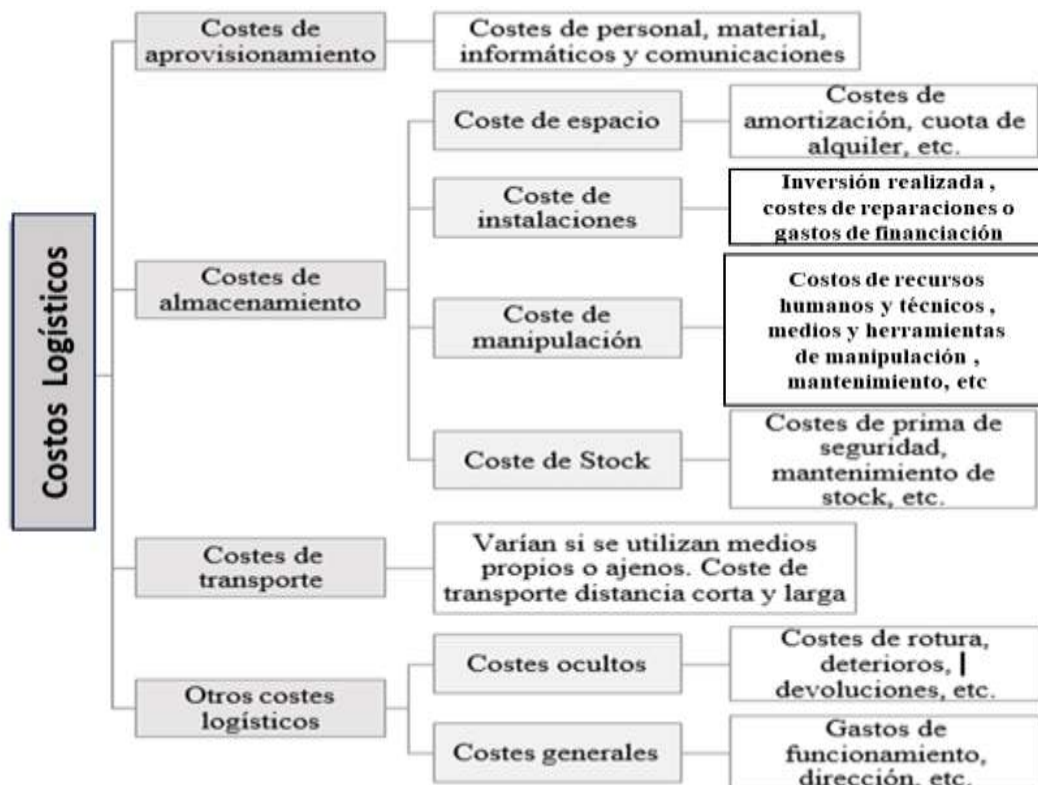 Costos Logísticos
Costes de
aprovisionamiento
Costes de personal, material,
informáticos y comunicaciones
Costes de
almacenamiento
Coste de espacio
Costes de
amortización, cuota de
alquiler, etc.
Coste de
instalaciones
Inversión realizada ,
costes de reparaciones o
gastos de financiación
Coste de
manipulación
Costos de recursos
humanos y técnicos ,
medios y herramientas
de manipulación ,
mantenimiento, etc
Coste de Stock
Costes de prima de
seguridad,
mantenimiento de
stock, etc.
Costes de
transporte
Varían si se utilizan medios
propios o ajenos. Coste de
transporte distancia corta y larga
Otros costes
logísticos
Costes ocultos
Costes de rotura,
deterioros, |
devoluciones, etc.
Costes generales
Gastos de
funcionamiento,
dirección, etc.